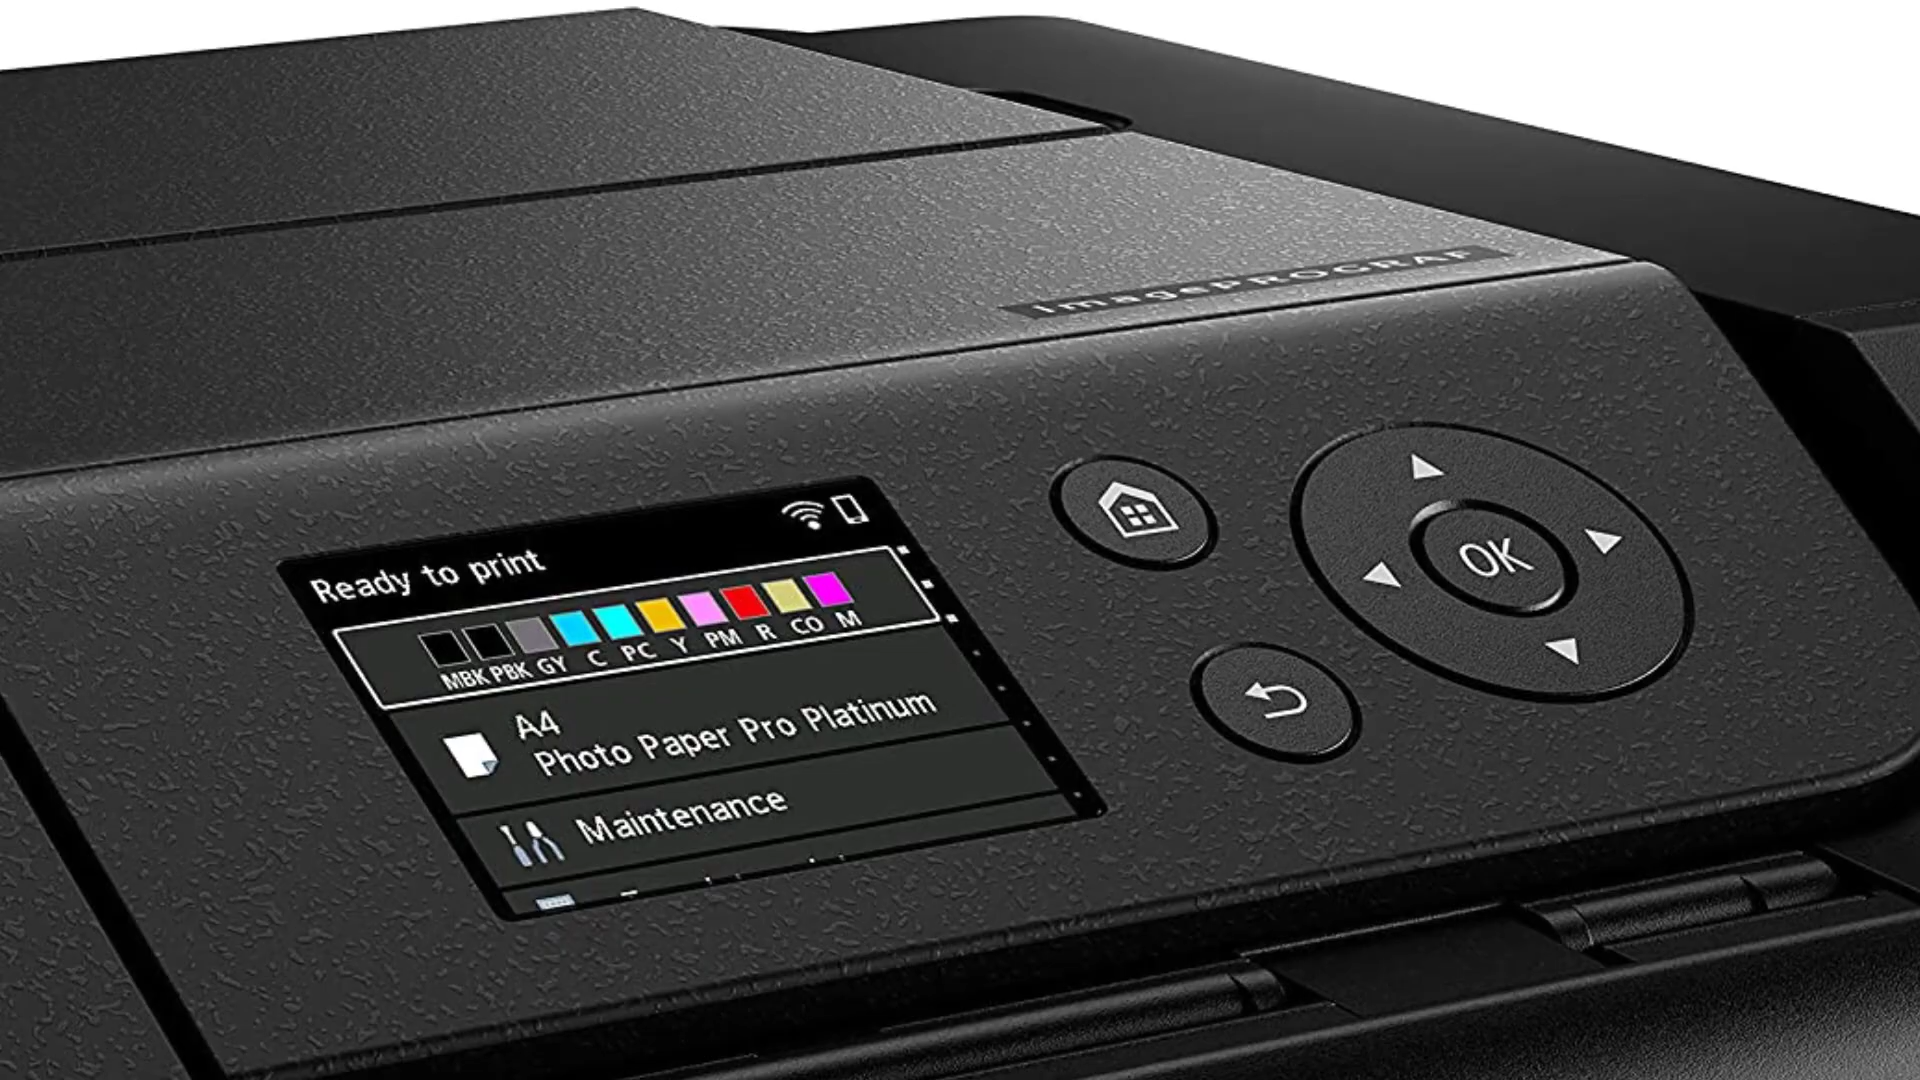 imagePROGRAF
Ready to print
MBK PBK GY C PC Y PM R CO M
A4
Photo Paper Pro Platinum
Maintenance
OK